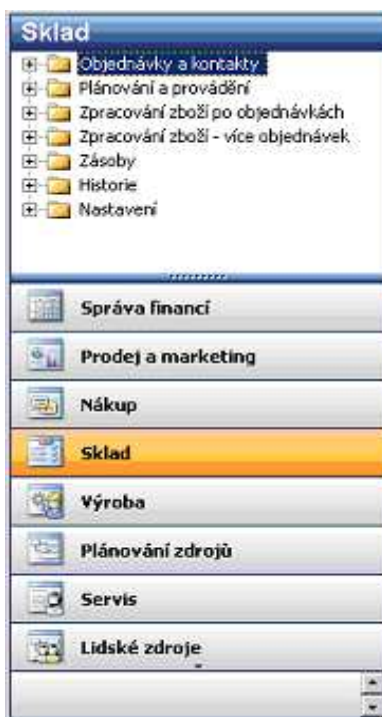 Sklad
Objednávky a kontakty
Plánování a provádění
Zpracování zboží po objednávkách
Zpracování zboží - více objednávek
Zásoby
Historie
Nastavení
Správa financí
Prodej a marketing
Nákup
Sklad
Výroba
Plánování zdrojů
Servis
Lidské zdroje